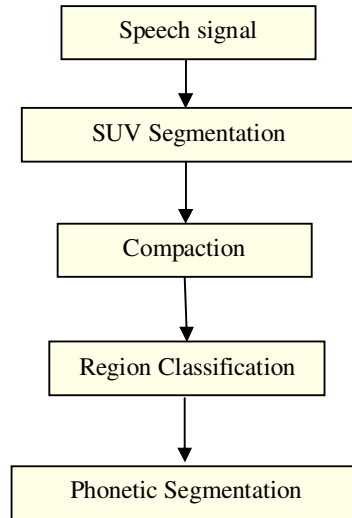 Speech signal
SUV Segmentation
Compaction
Region Classification
Phonetic Segmentation